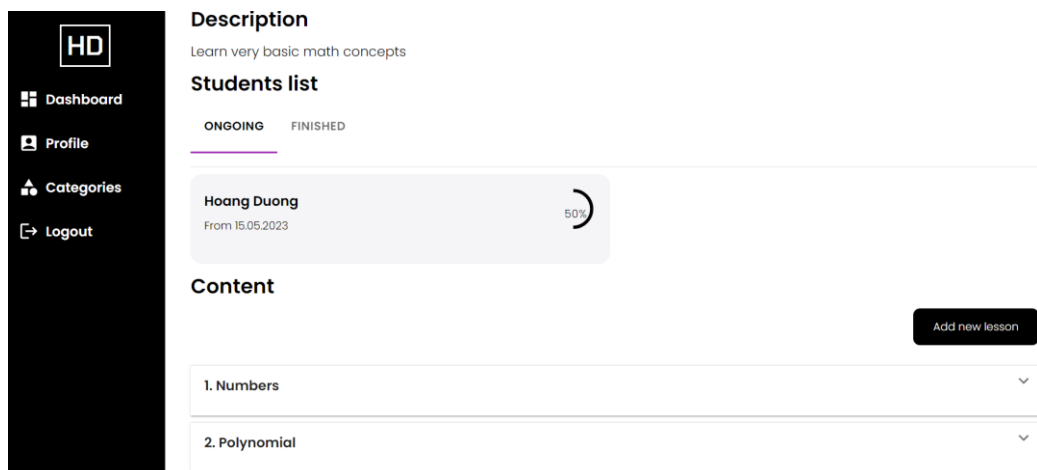 HD
Dashboard
Profile
Categories
Logout
Description
Learn very basic math concepts
Students list
ONGOING FINISHED
Hoang Duong
From 15.05.2023
50%
Content
Add new lesson
1. Numbers
2. Polynomial